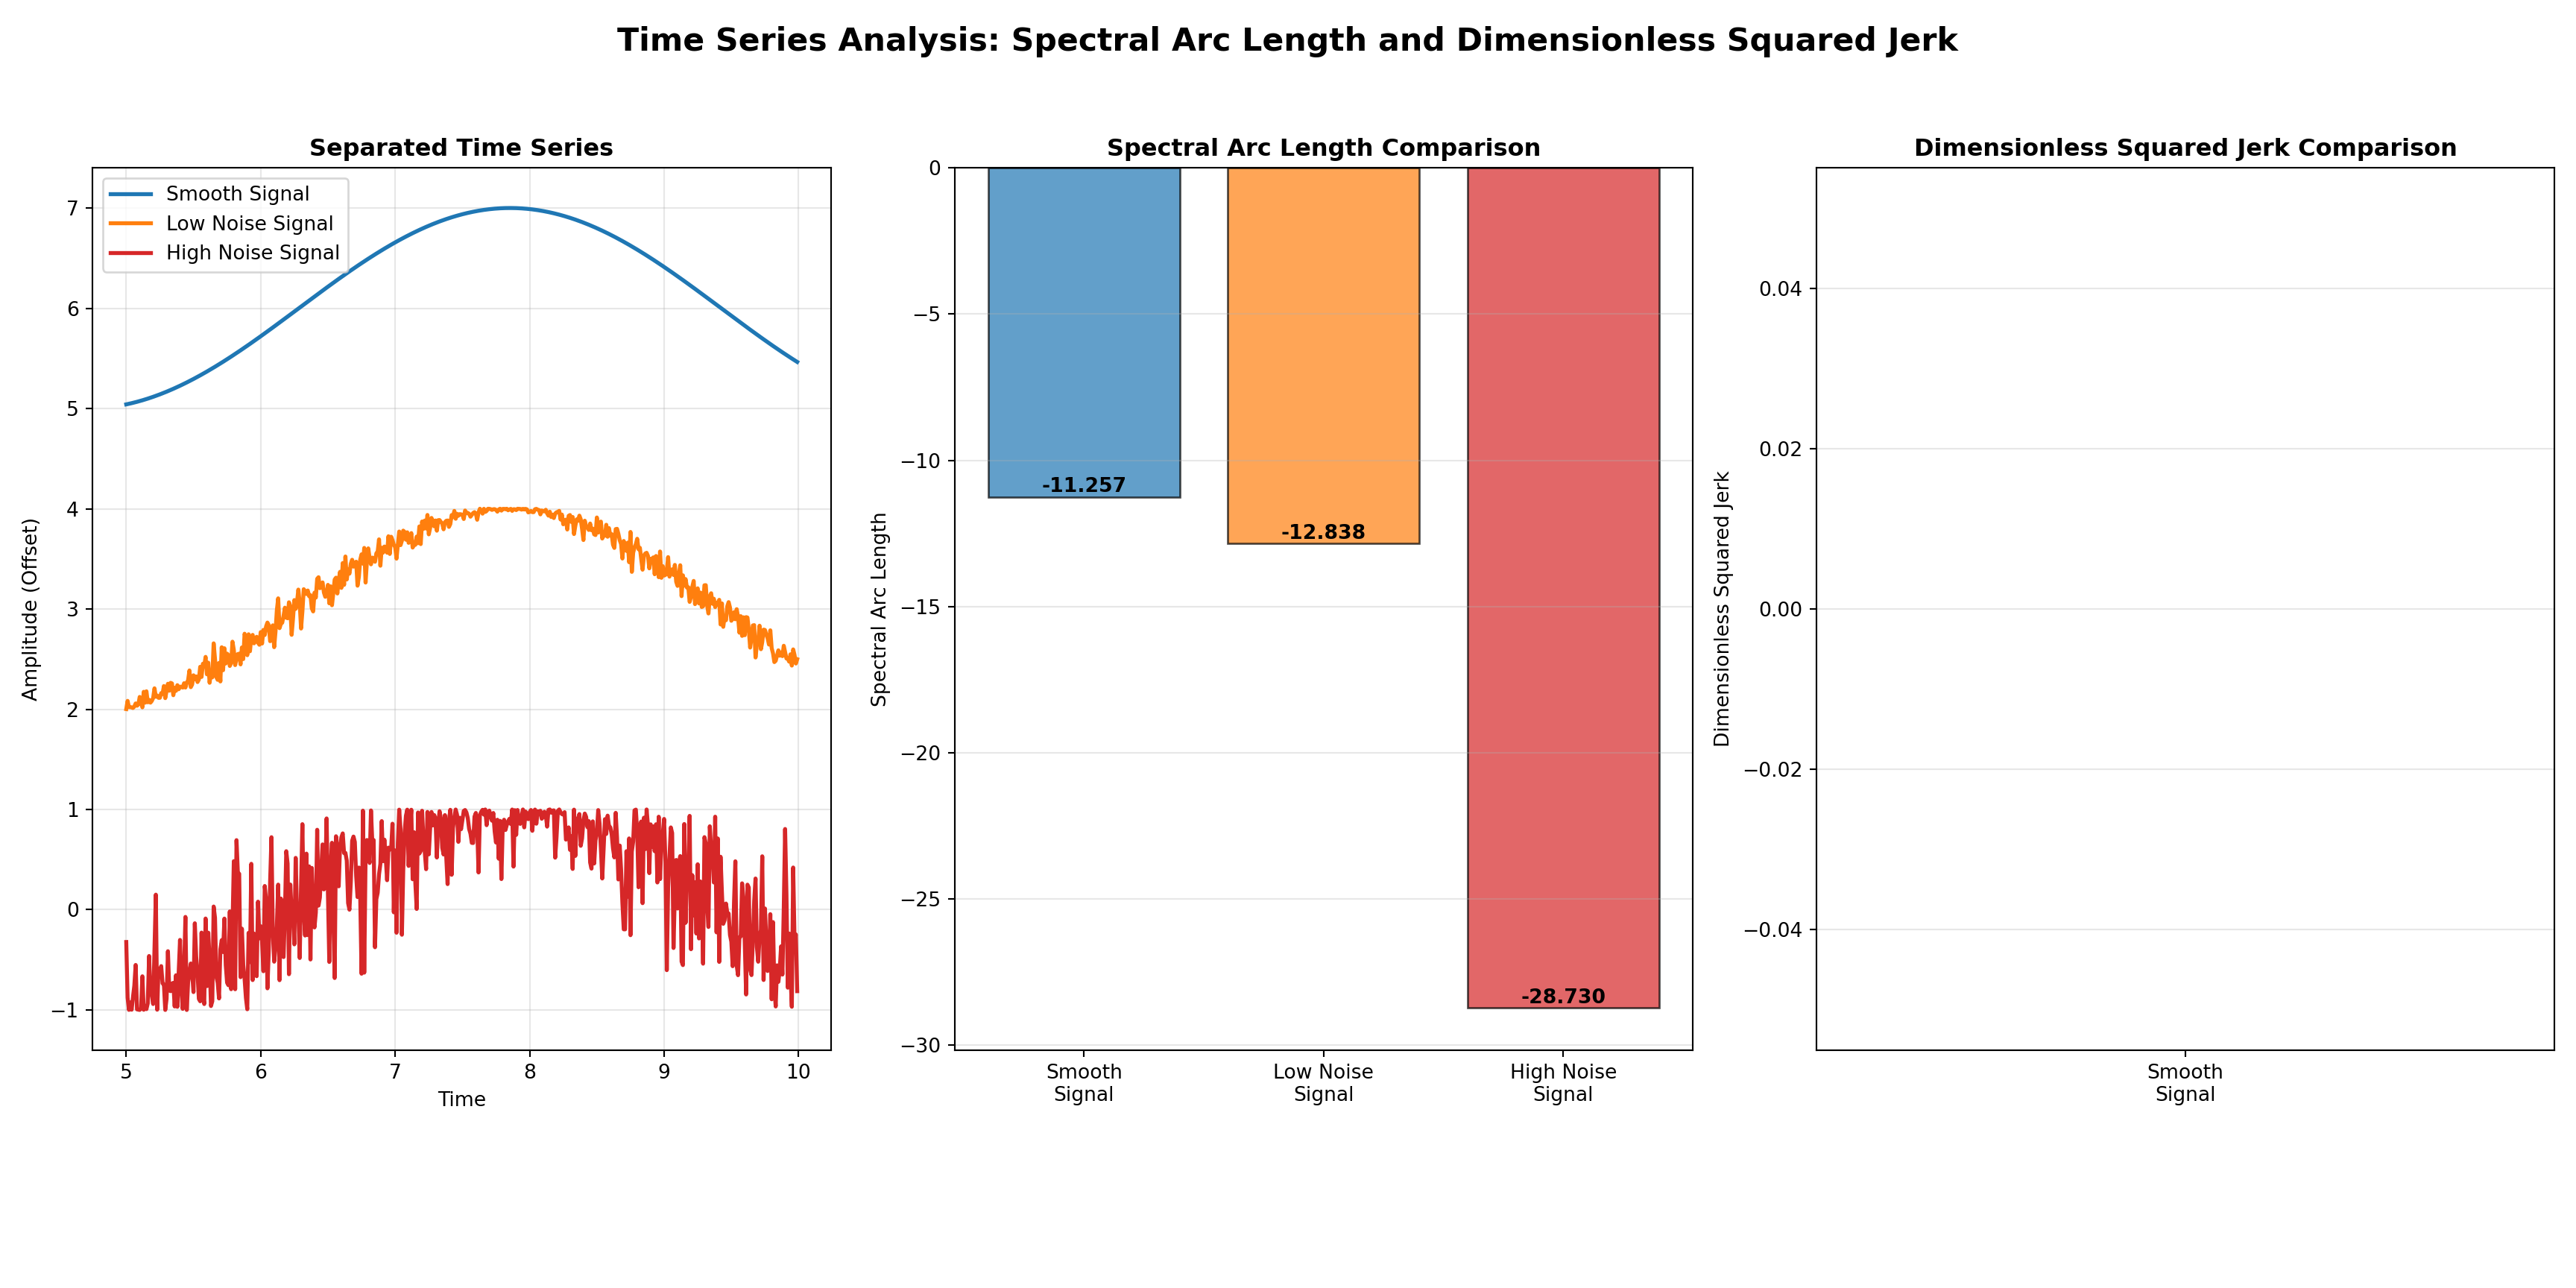 Time Series Analysis: Spectral Arc Length and Dimensionless Squared Jerk
Separated Time Series
Smooth Signal
Low Noise Signal
High Noise Signal
7
6
5
4
3
2
1
0
−1
Amplitude (Offset)
5 6 7 8 9 10
Time
Spectral Arc Length Comparison
0
−5
−10
−15
−20
−25
−30
Spectral Arc Length
-11.257
-12.838
-28.730
Smooth
Signal
Low Noise
Signal
High Noise
Signal
Dimensionless Squared Jerk Comparison
0.04
0.02
0.00
−0.02
−0.04
Dimensionless Squared Jerk
Smooth
Signal